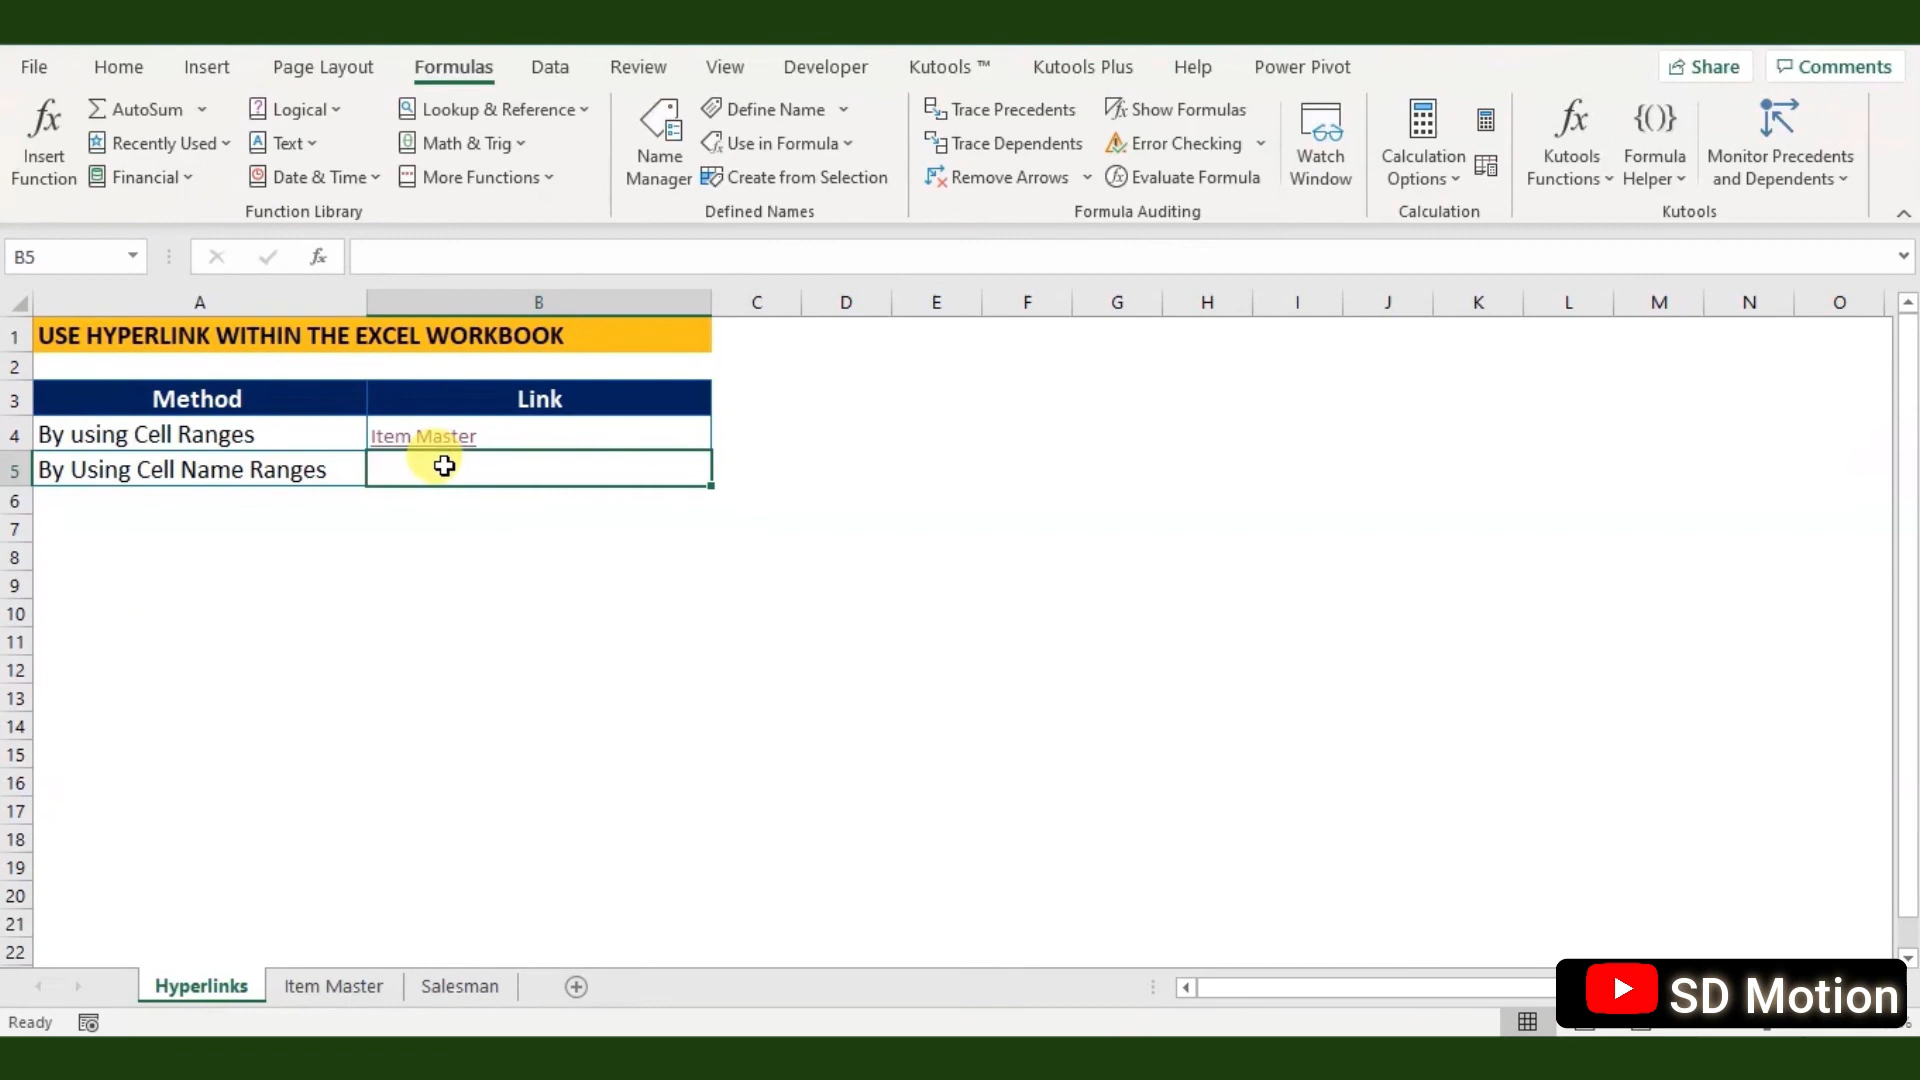 File Home Insert Page Layout Formulas Data Review View Developer Kutools ™ Kutools Plus Help Power Pivot Share Comments
fx Insert Function
AutoSum
Recently Used
Financial
Logical
Text
Date & Time
Lookup & Reference
Math & Trig
More Functions
Function Library
Name Manager
Define Name
Use in Formula
Create from Selection
Defined Names
Trace Precedents
Trace Dependents
Remove Arrows
Show Formulas
Error Checking
Evaluate Formula
Formula Auditing
Watch Window
Calculation Options
Calculation
fx Kutools Functions
Formula Helper
Monitor Precedents and Dependents
Kutools
B5 fx
A B C D E F G H I J K L M N O
1 USE HYPERLINK WITHIN THE EXCEL WORKBOOK
2
3 Method Link
4 By using Cell Ranges Item Master
5 By Using Cell Name Ranges
6
7
8
9
10
11
12
13
14
15
16
17
18
19
20
21
22
Hyperlinks Item Master Salesman
Ready
SD Motion